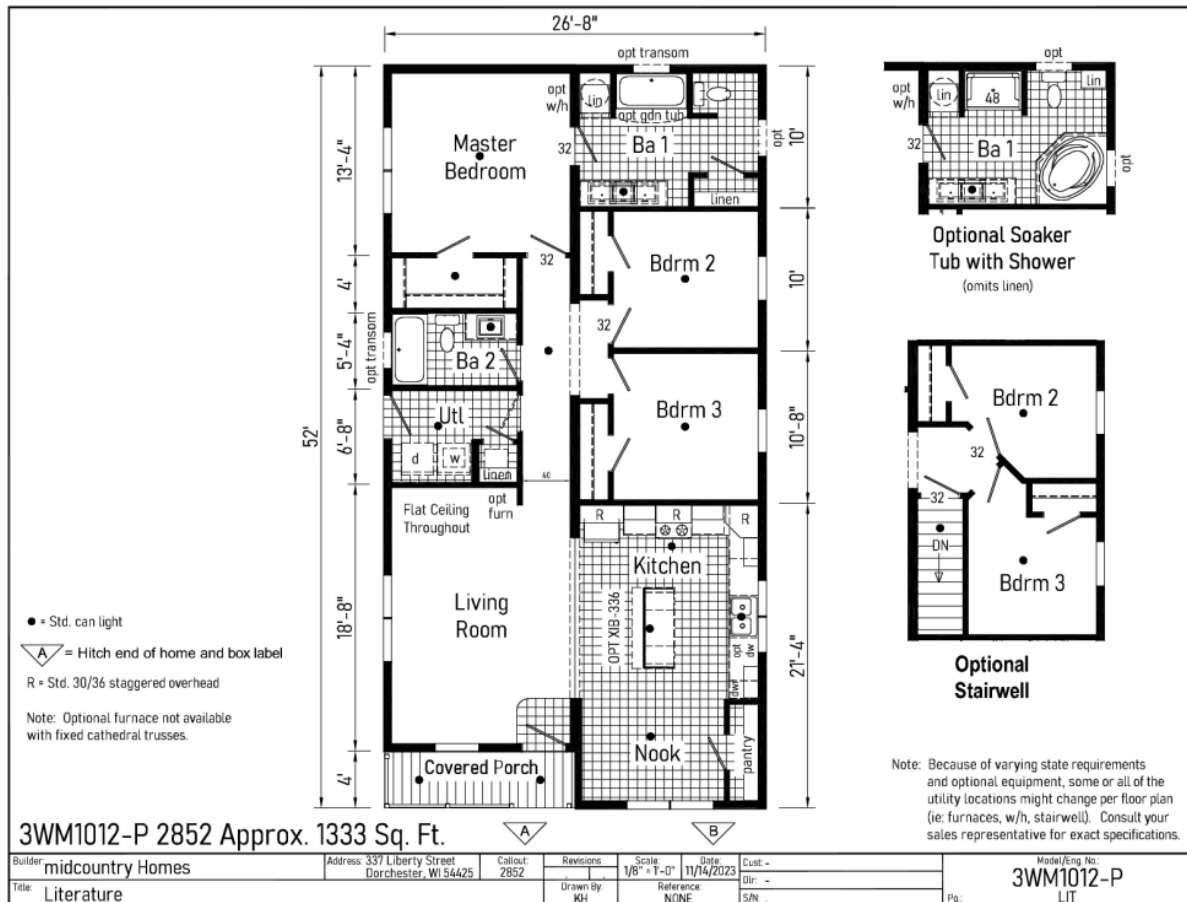 26'-8"
opt transom
52'
13'-4"
4'
5'-4"
6'-8"
18'-8"
4'
opt transom
Master
Bedroom
32
opt
w/h
lin
opt gdn tub
32
Ba 1
linen
opt
10'
10'
10'-8"
21'-4"
Bdrm 2
32
Bdrm 3
Ba 2
Utl
d
w
linen
40
Flat Ceiling
Throughout
opt
furn
Living
Room
R
R
R
Kitchen
OPT XIB-336
opt
dw
dwr
Nook
pantry
Covered Porch
A
B
opt
opt
w/h
lin
48
lin
32
Ba 1
opt
Optional Soaker
Tub with Shower
(omits linen)
Bdrm 2
32
32
DN
Bdrm 3
Optional
Stairwell
● = Std. can light
A = Hitch end of home and box label
R = Std. 30/36 staggered overhead
Note: Optional furnace not available
with fixed cathedral trusses.
Note: Because of varying state requirements
and optional equipment, some or all of the
utility locations might change per floor plan
(ie: furnaces, w/h, stairwell). Consult your
sales representative for exact specifications.
3WM1012-P 2852 Approx. 1333 Sq. Ft.
Builder: midcountry Homes
Address: 337 Liberty Street
Dorchester, WI 54425
Callout:
2852
Revisions
Scale:
1/8" = 1'-0"
Date:
11/14/2023
Cust: -
Dlr: -
S/N: .
Model/Eng. No.:
3WM1012-P
Title: Literature
Drawn By:
KH
Reference:
NONE
Pg.: LIT